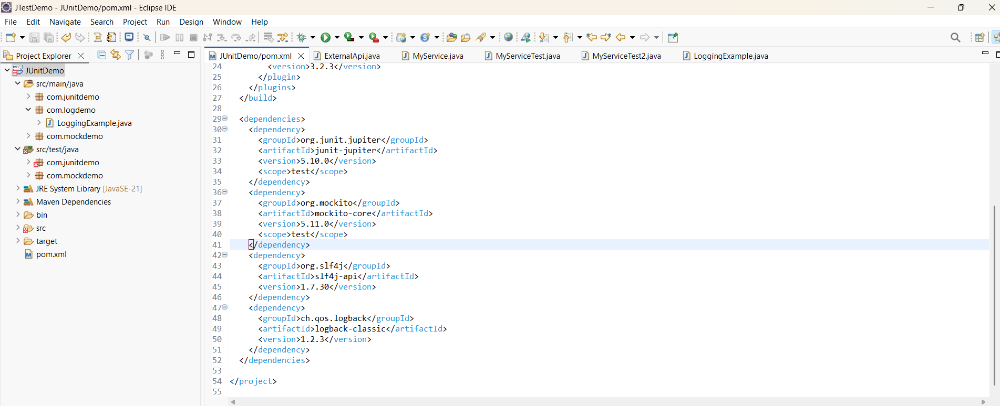 JTestDemo - JUnitDemo/pom.xml - Eclipse IDE
File Edit Navigate Search Project Run Design Window Help
Project Explorer
JUnitDemo/pom.xml ExternalApi.java MyService.java MyServiceTest.java MyServiceTest2.java LoggingExample.java
JUnitDemo
src/main/java
com.junitdemo
com.logdemo
LoggingExample.java
com.mockdemo
src/test/java
com.junitdemo
com.mockdemo
JRE System Library [JavaSE-21]
Maven Dependencies
bin
src
target
pom.xml
24 <version>3.2.3</version>
25 </plugin>
26 </plugins>
27 </build>
28
29 <dependencies>
30 <dependency>
31 <groupId>org.junit.jupiter</groupId>
32 <artifactId>junit-jupiter</artifactId>
33 <version>5.10.0</version>
34 <scope>test</scope>
35 </dependency>
36 <dependency>
37 <groupId>org.mockito</groupId>
38 <artifactId>mockito-core</artifactId>
39 <version>5.11.0</version>
40 <scope>test</scope>
41 </dependency>
42 <dependency>
43 <groupId>org.slf4j</groupId>
44 <artifactId>slf4j-api</artifactId>
45 <version>1.7.30</version>
46 </dependency>
47 <dependency>
48 <groupId>ch.qos.logback</groupId>
49 <artifactId>logback-classic</artifactId>
50 <version>1.2.3</version>
51 </dependency>
52 </dependencies>
53
54 </project>
55